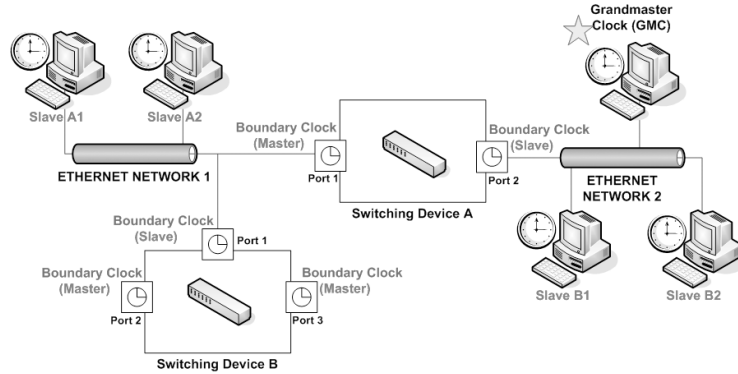 Grandmaster
Clock (GMC)
Slave A1
Slave A2
Boundary Clock
(Master)
Boundary Clock
(Slave)
Port 1
Port 2
ETHERNET NETWORK 1
ETHERNET
NETWORK 2
Switching Device A
Boundary Clock
(Slave)
Port 1
Boundary Clock
(Master)
Boundary Clock
(Master)
Port 2
Port 3
Slave B1
Slave B2
Switching Device B